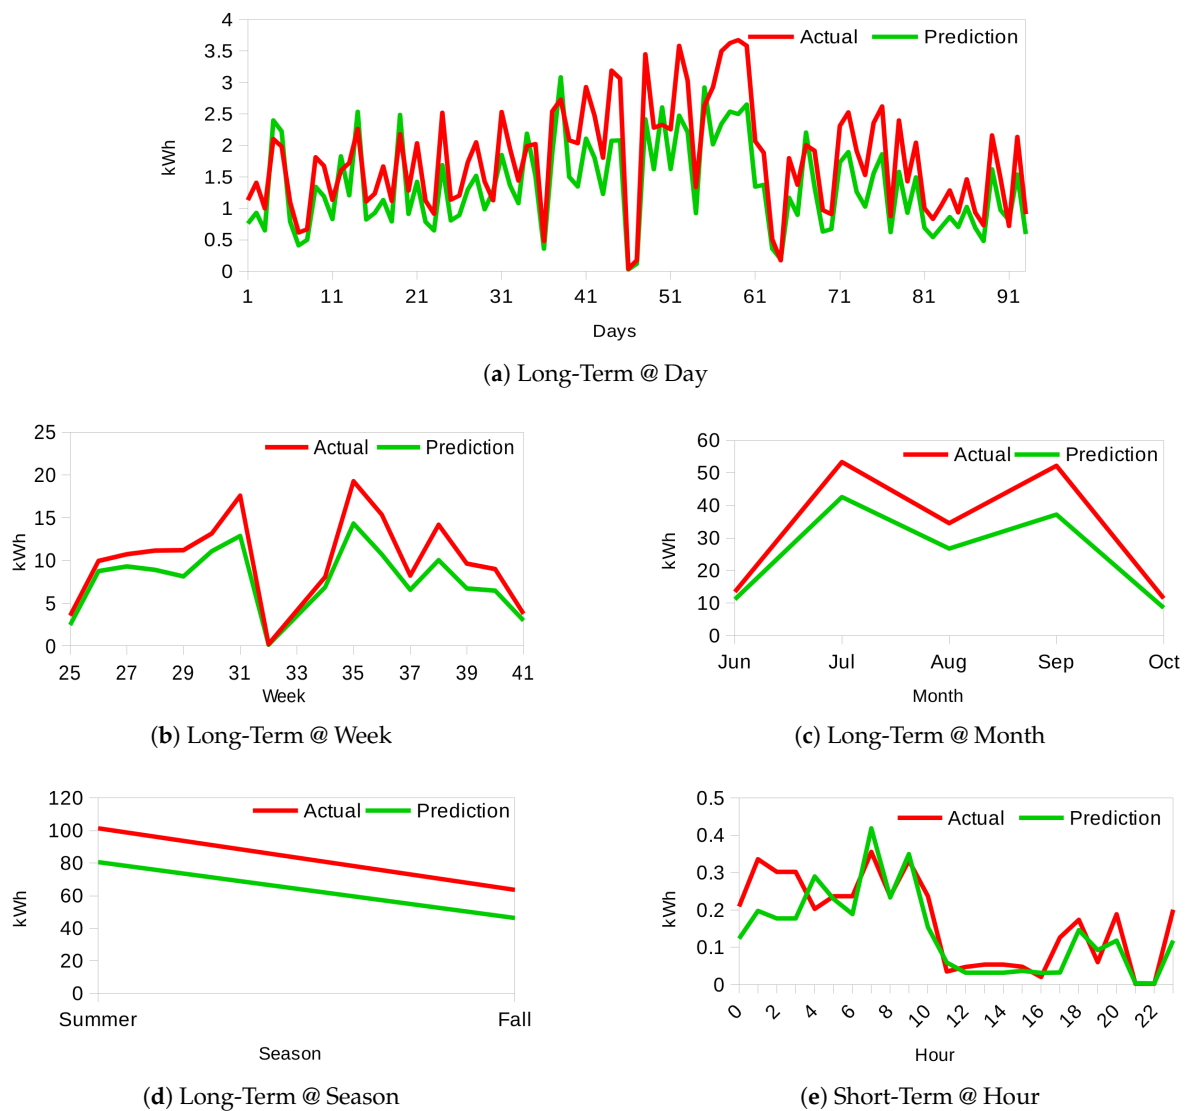 4
3.5
3
2.5
2
1.5
1
0.5
0
kWh
Actual Prediction
1 11 21 31 41 51 61 71 81 91
Days
(a) Long-Term @ Day
25
20
15
10
5
0
kWh
Actual Prediction
25 27 29 31 33 35 37 39 41
Week
(b) Long-Term @ Week
60
50
40
30
20
10
0
kWh
Actual Prediction
Jun Jul Aug Sep Oct
Month
(c) Long-Term @ Month
120
100
80
60
40
20
0
kWh
Actual Prediction
Summer Fall
Season
(d) Long-Term @ Season
0.5
0.4
0.3
0.2
0.1
0
kWh
Actual Prediction
0 2 4 6 8 10 12 14 16 18 20 22
Hour
(e) Short-Term @ Hour